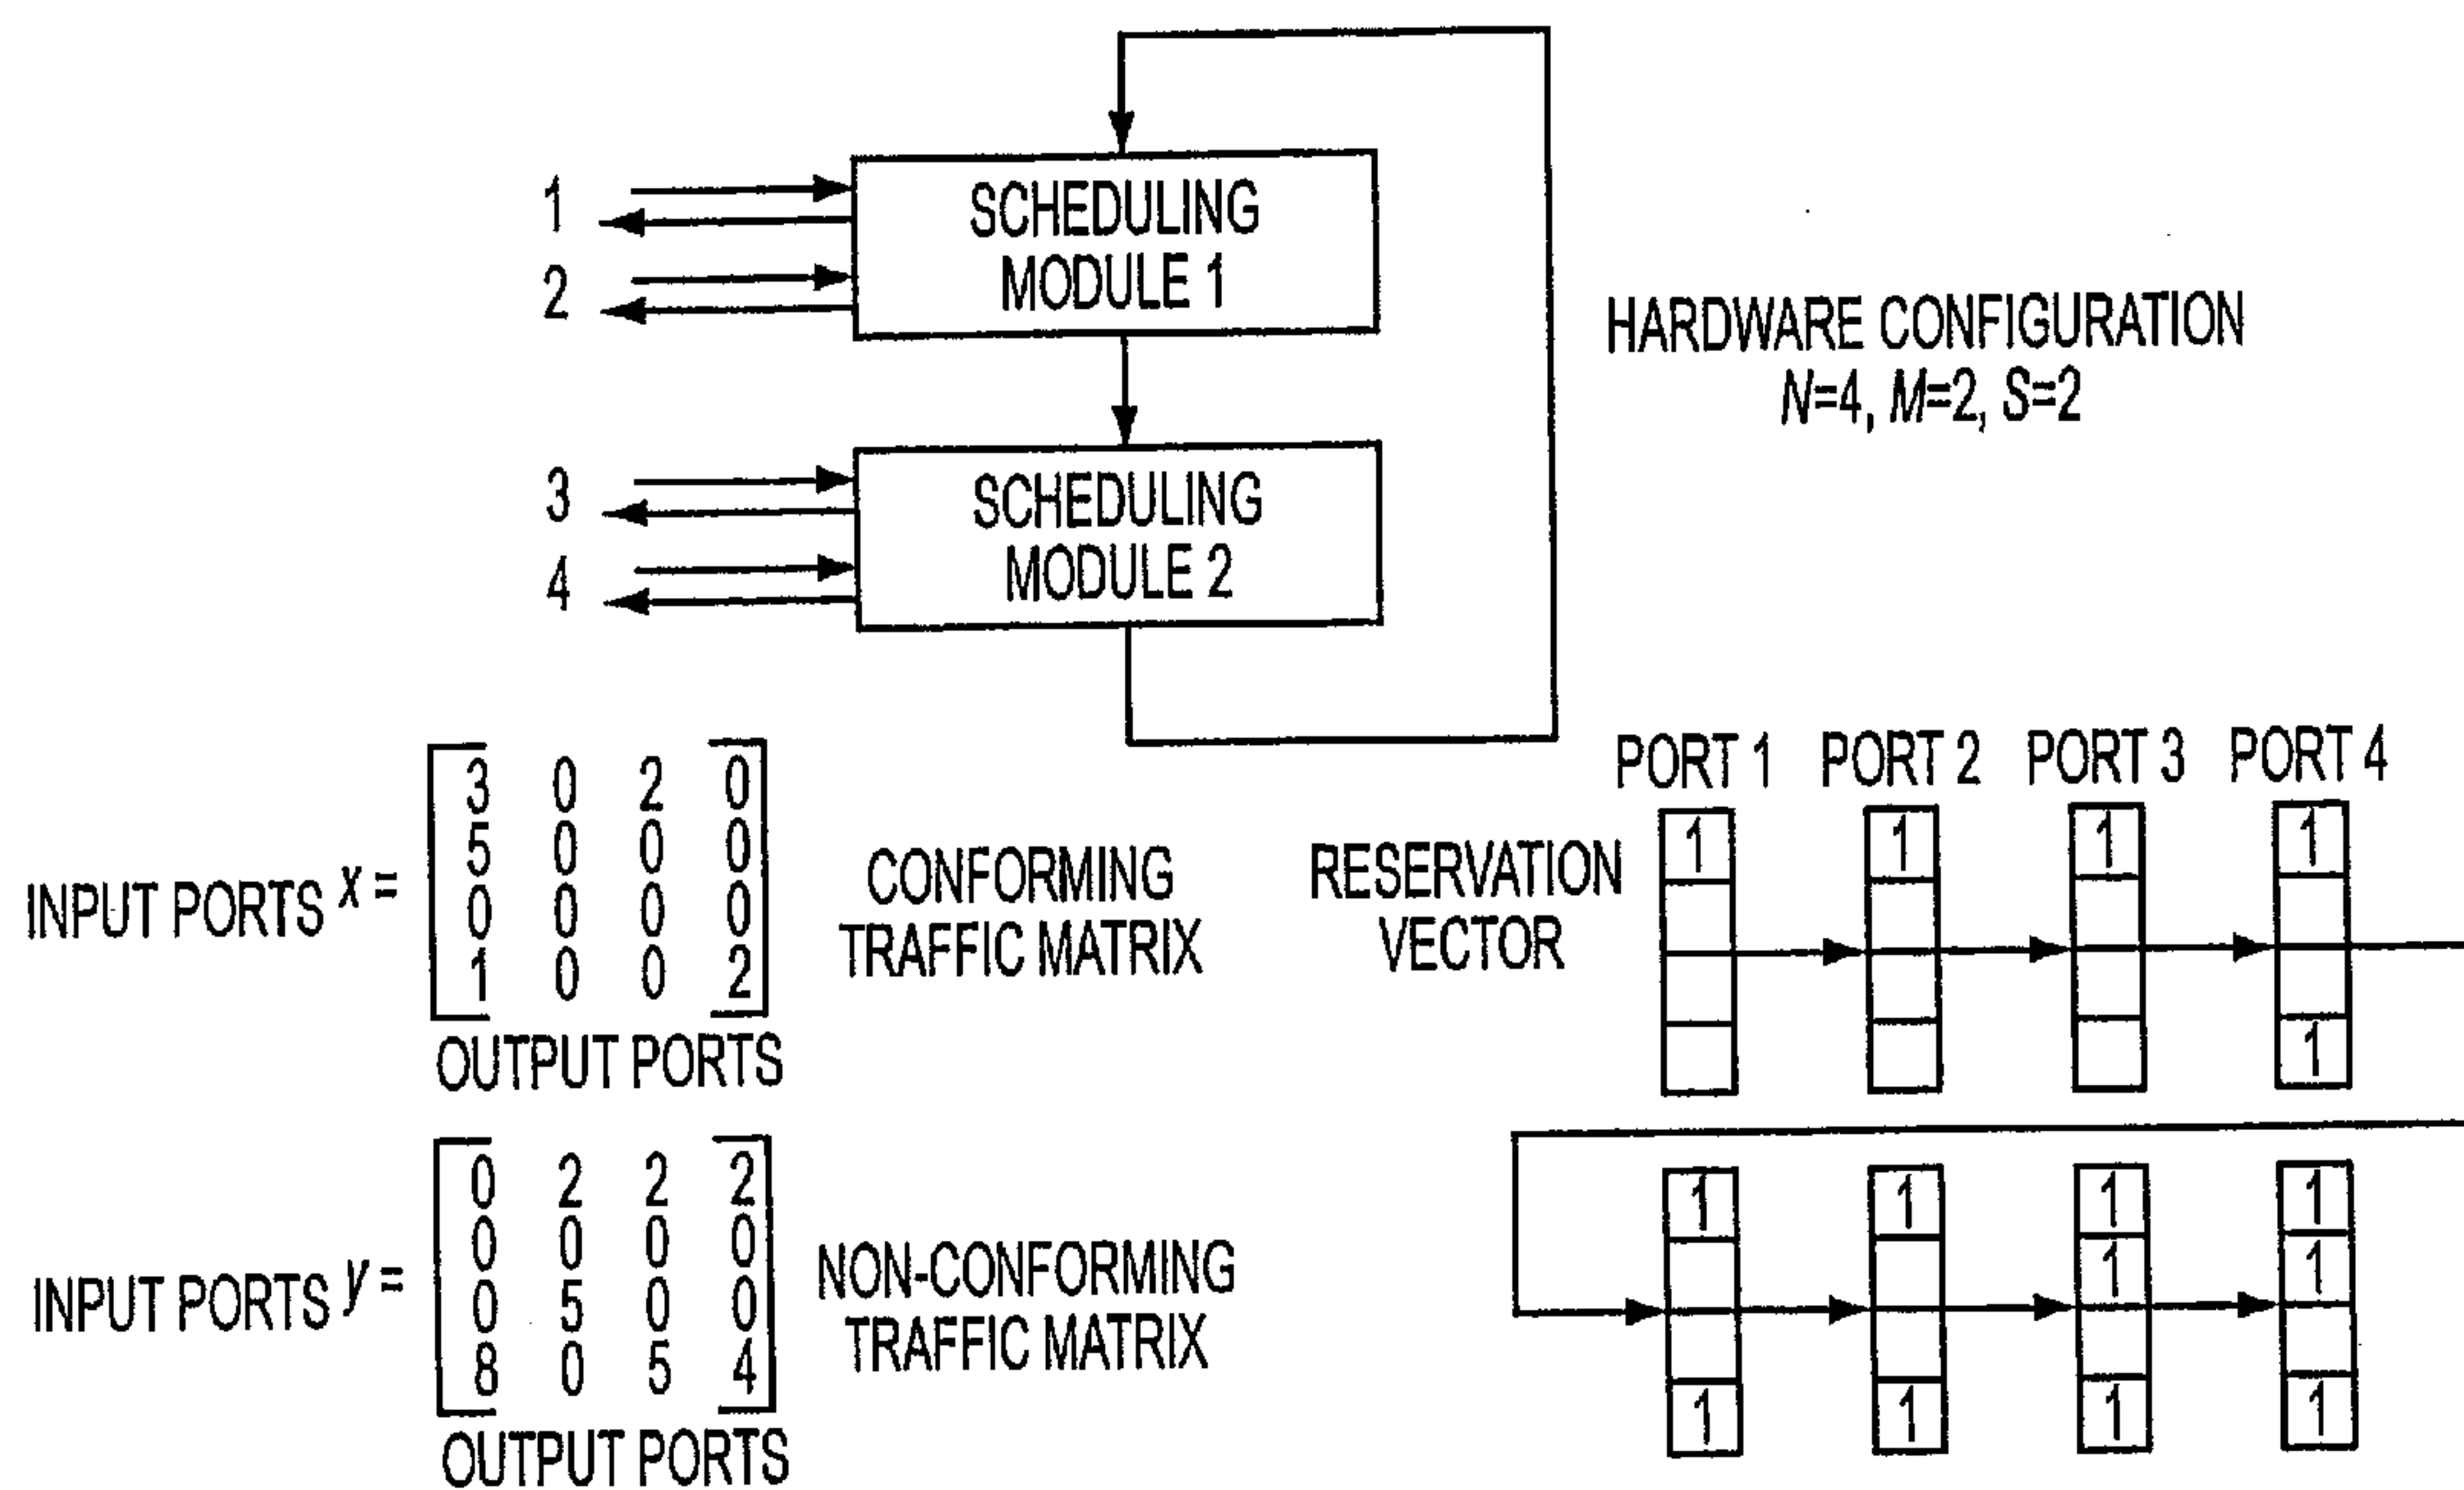 1
2
SCHEDULING
MODULE 1
3
4
SCHEDULING
MODULE 2
HARDWARE CONFIGURATION
N=4, M=2, S=2
INPUT PORTS x =
3 0 2 0
5 0 0 0
0 0 0 0
1 0 0 2
OUTPUT PORTS
CONFORMING
TRAFFIC MATRIX
INPUT PORTS y =
0 2 2 2
0 0 0 0
0 5 0 0
8 0 5 4
OUTPUT PORTS
NON-CONFORMING
TRAFFIC MATRIX
RESERVATION
VECTOR
PORT 1 PORT 2 PORT 3 PORT 4
1 1 1 1
1
1 1 1 1
1 1
1 1 1 1